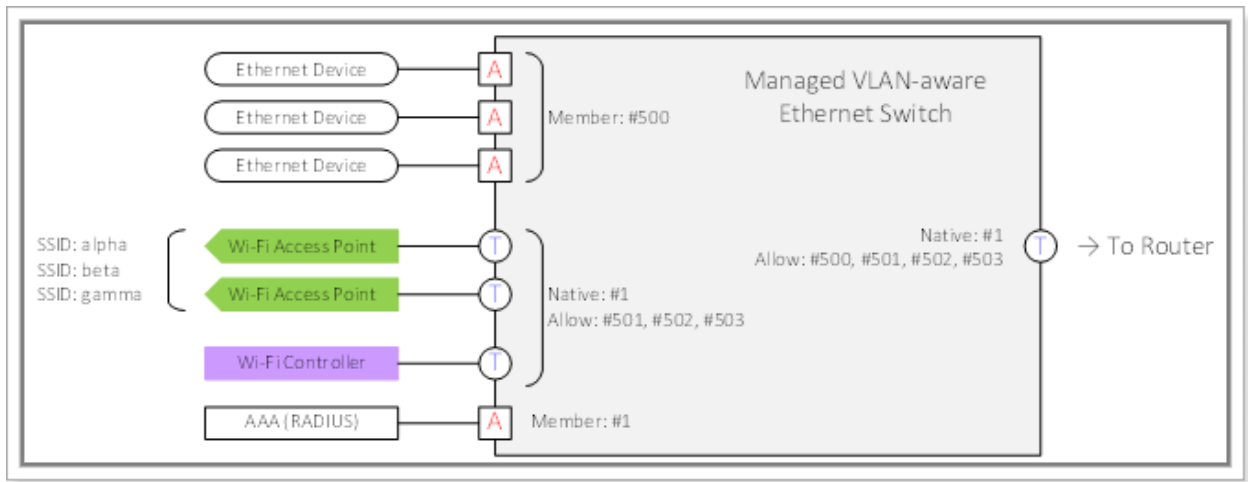 Ethernet Device
A
Ethernet Device
A
Member: #500
Ethernet Device
A
Managed VLAN-aware
Ethernet Switch
SSID: alpha
SSID: beta
SSID: gamma
Wi-Fi Access Point
T
Wi-Fi Access Point
T
Native: #1
Allow: #501, #502, #503
Wi-Fi Controller
T
AAA (RADIUS)
A
Member: #1
Native: #1
Allow: #500, #501, #502, #503
T
→ To Router